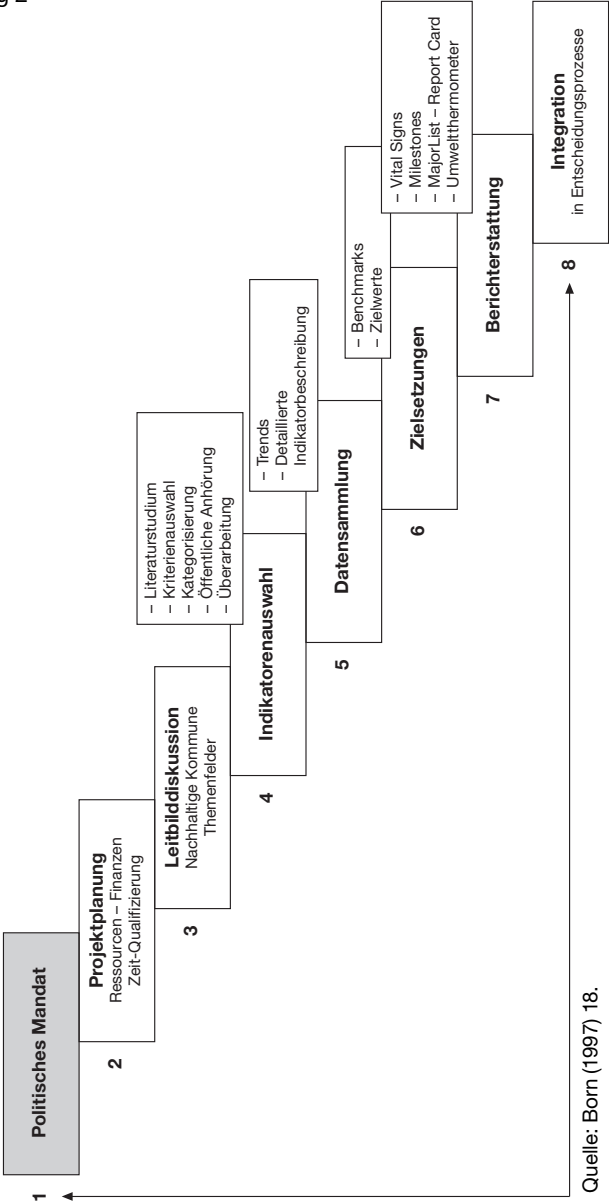 g 2
1
Politisches Mandat
2
Projektplanung
Ressourcen – Finanzen
Zeit-Qualifizierung
3
Leitbilddiskussion
Nachhaltige Kommune
Themenfelder
4
Indikatorenauswahl
– Literaturstudium
– Kriterienauswahl
– Kategorisierung
– Öffentliche Anhörung
– Überarbeitung
5
Datensammlung
– Trends
– Detaillierte
Indikatorbeschreibung
6
Zielsetzungen
– Benchmarks
– Zielwerte
7
Berichterstattung
– Vital Signs
– Milestones
– MajorList – Report Card
– Umweltthermometer
8
Integration
in Entscheidungsprozesse
Quelle: Born (1997) 18.